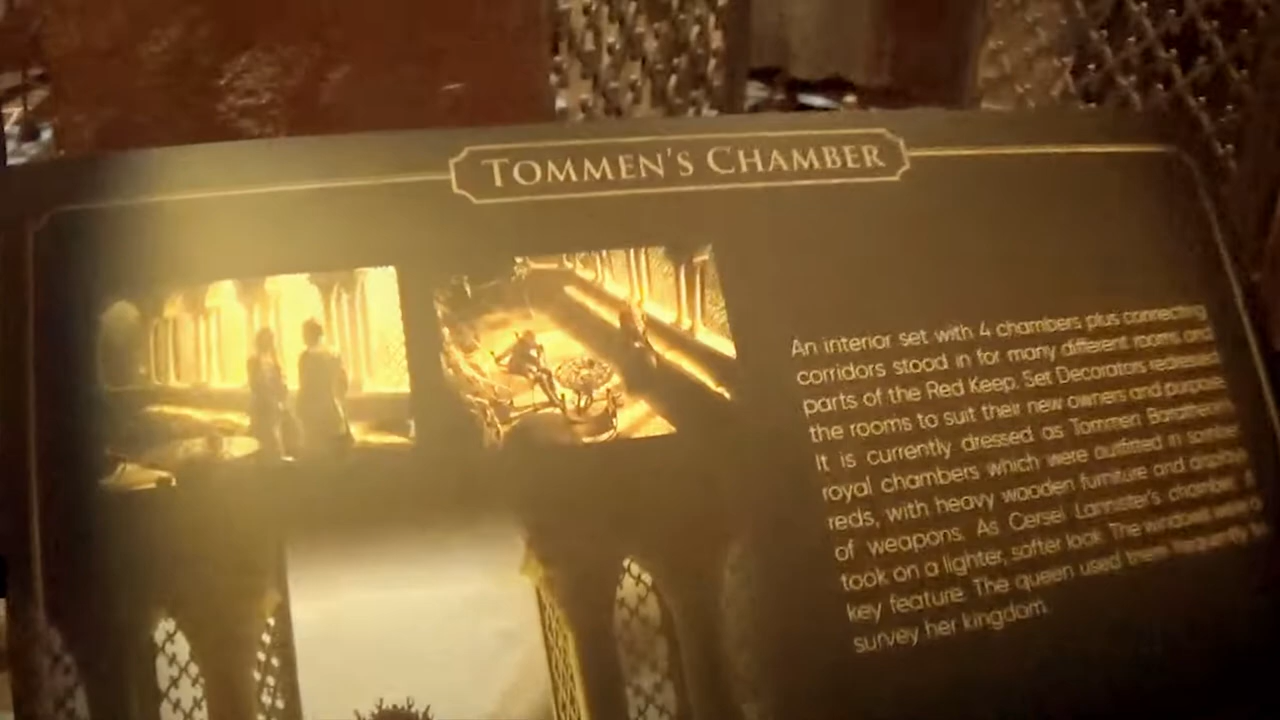 TOMMEN'S CHAMBER
An interior set with 4 chambers plus connecting
corridors stood in for many different rooms and
parts of the Red Keep. Set Decorators redressed
the rooms to suit their new owners and purpose.
It is currently dressed as Tommen Baratheon's
royal chambers which were outfitted in somber
reds, with heavy wooden furniture and displays
of weapons. As Cersei Lannister's chamber it
took on a lighter, softer look. The windows were a
key feature. The queen used them frequently to
survey her kingdom.